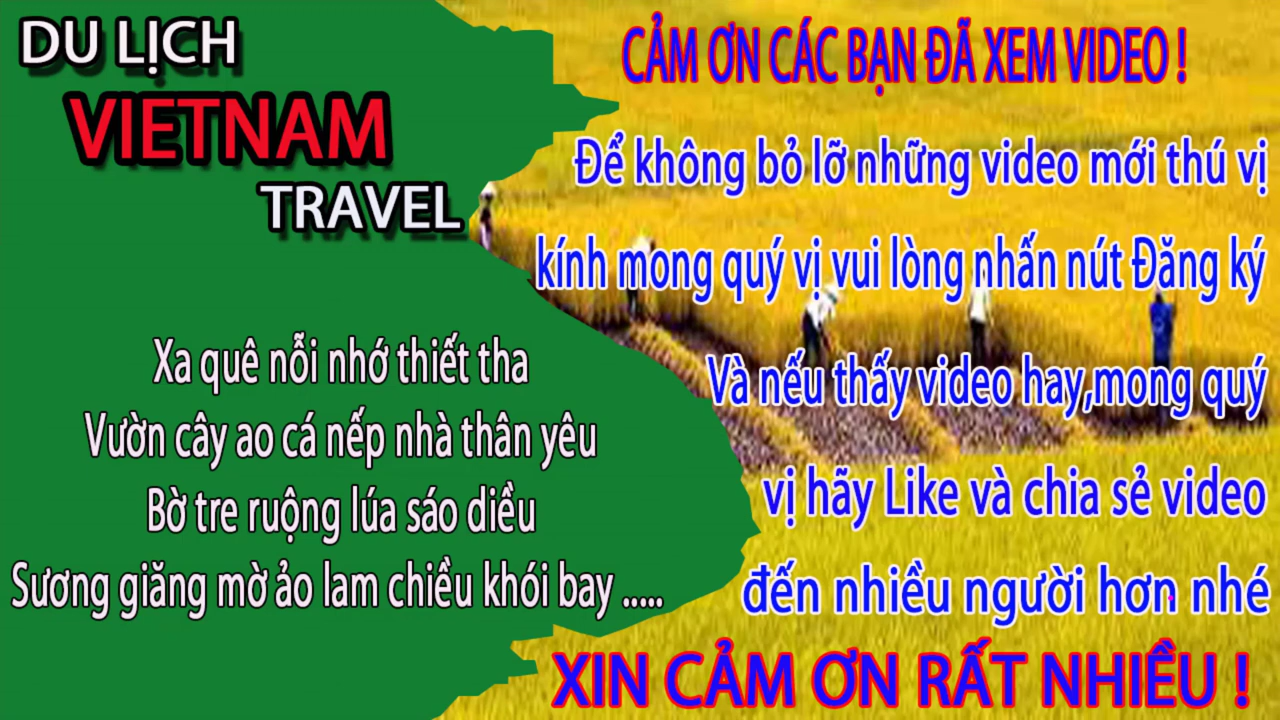 DU LỊCH
VIETNAM
TRAVEL
Xa quê nỗi nhớ thiết tha
Vườn cây ao cá nếp nhà thân yêu
Bờ tre ruộng lúa sáo diều
Sương giăng mờ ảo lam chiều khói bay .....
CẢM ƠN CÁC BẠN ĐÃ XEM VIDEO !
Để không bỏ lỡ những video mới thú vị
kính mong quý vị vui lòng nhấn nút Đăng ký
Và nếu thấy video hay,mong quý
vị hãy Like và chia sẻ video
đến nhiều người hơn nhé
XIN CẢM ƠN RẤT NHIỀU !